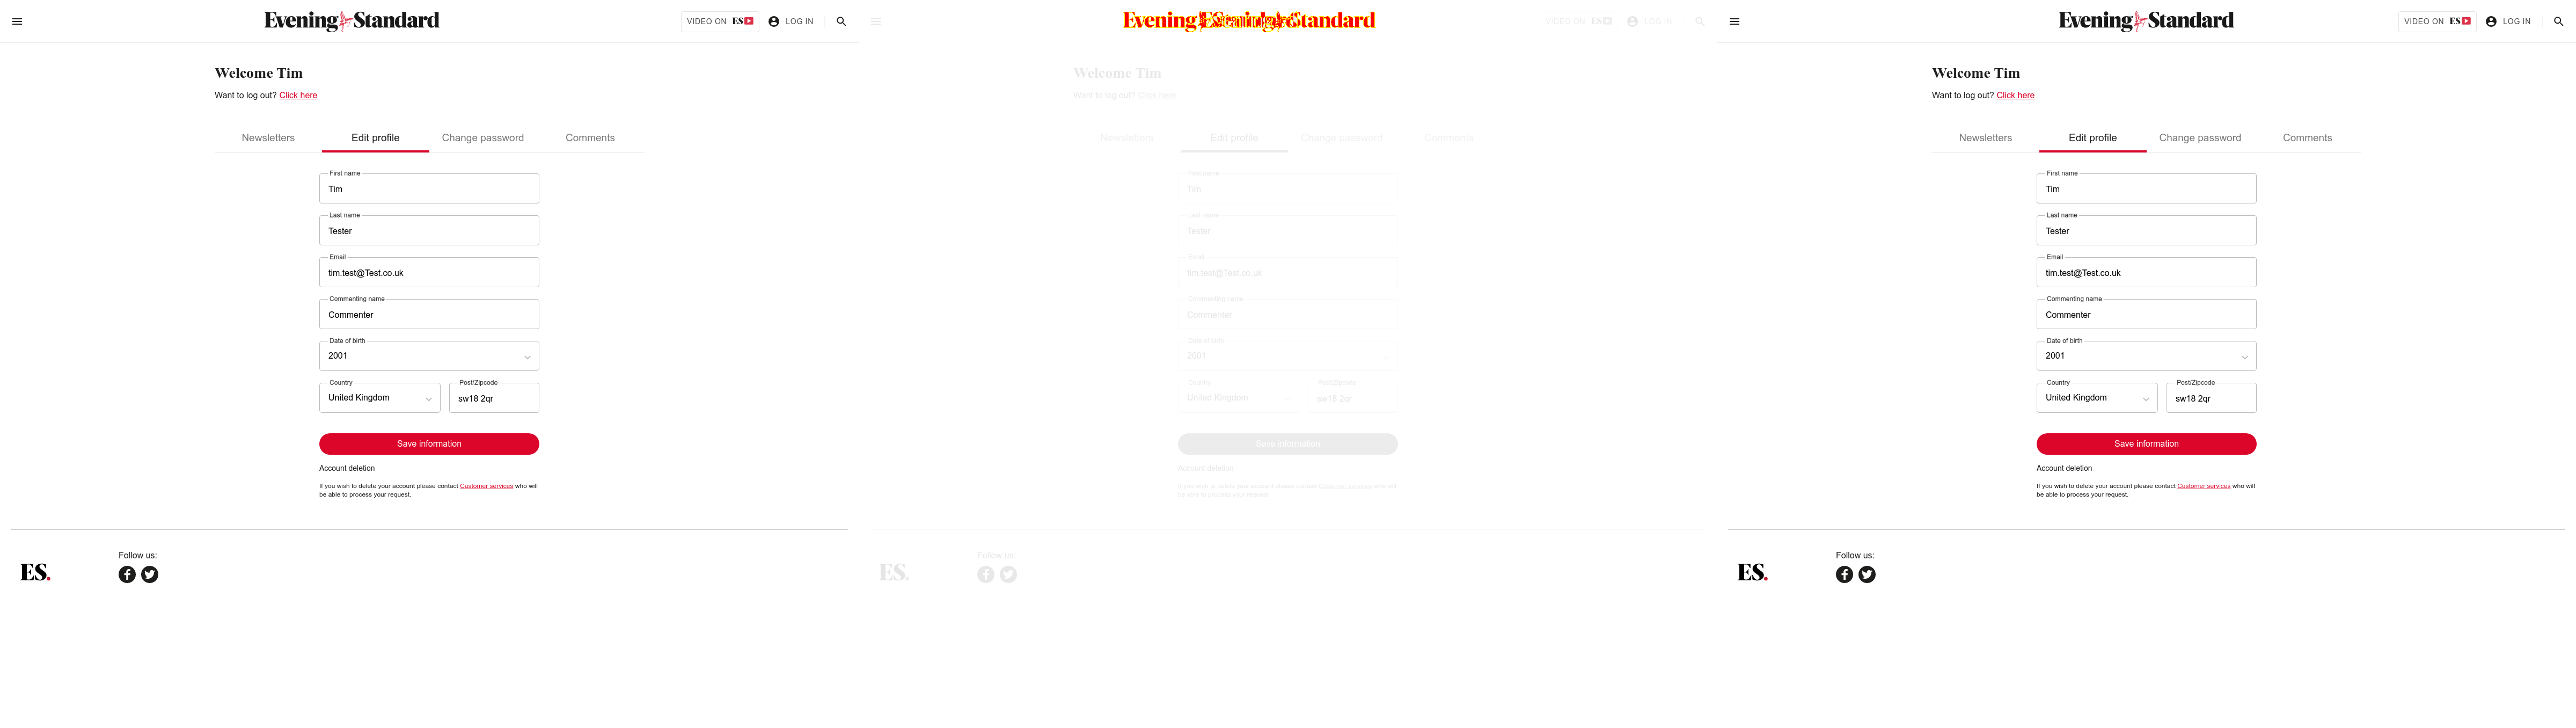 Evening Standard
VIDEO ON ES
LOG IN
Welcome Tim
Want to log out? Click here
Newsletters
Edit profile
Change password
Comments
First name
Tim
Last name
Tester
Email
tim.test@Test.co.uk
Commenting name
Commenter
Date of birth
2001
Country
United Kingdom
Post/Zipcode
sw18 2qr
Save information
Account deletion
If you wish to delete your account please contact Customer services who will
be able to process your request.
ES.
Follow us:
VIDEO ON ES
LOG IN
Welcome Tim
Want to log out? Click here
Newsletters
Edit profile
Change password
Comments
First name
Tim
Last name
Tester
Email
tim.test@Test.co.uk
Commenting name
Commenter
Date of birth
2001
Country
United Kingdom
Post/Zipcode
sw18 2qr
Save information
Account deletion
If you wish to delete your account please contact Customer services who will
be able to process your request.
ES.
Follow us:
Evening Standard
VIDEO ON ES
LOG IN
Welcome Tim
Want to log out? Click here
Newsletters
Edit profile
Change password
Comments
First name
Tim
Last name
Tester
Email
tim.test@Test.co.uk
Commenting name
Commenter
Date of birth
2001
Country
United Kingdom
Post/Zipcode
sw18 2qr
Save information
Account deletion
If you wish to delete your account please contact Customer services who will
be able to process your request.
ES.
Follow us: